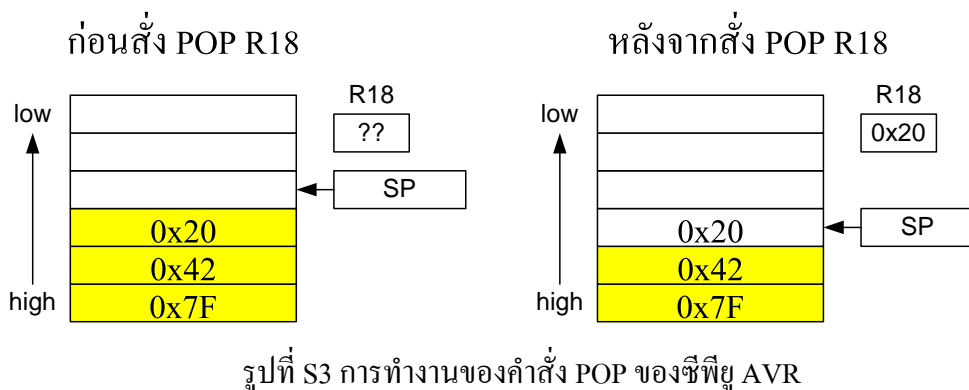 ก่อนสั่ง POP R18
หลังจากสั่ง POP R18
low
R18
??
SP
0x20
0x42
0x7F
high
low
R18
0x20
SP
0x20
0x42
0x7F
high
รูปที่ S3 การทำงานของคำสั่ง POP ของซีพียู AVR